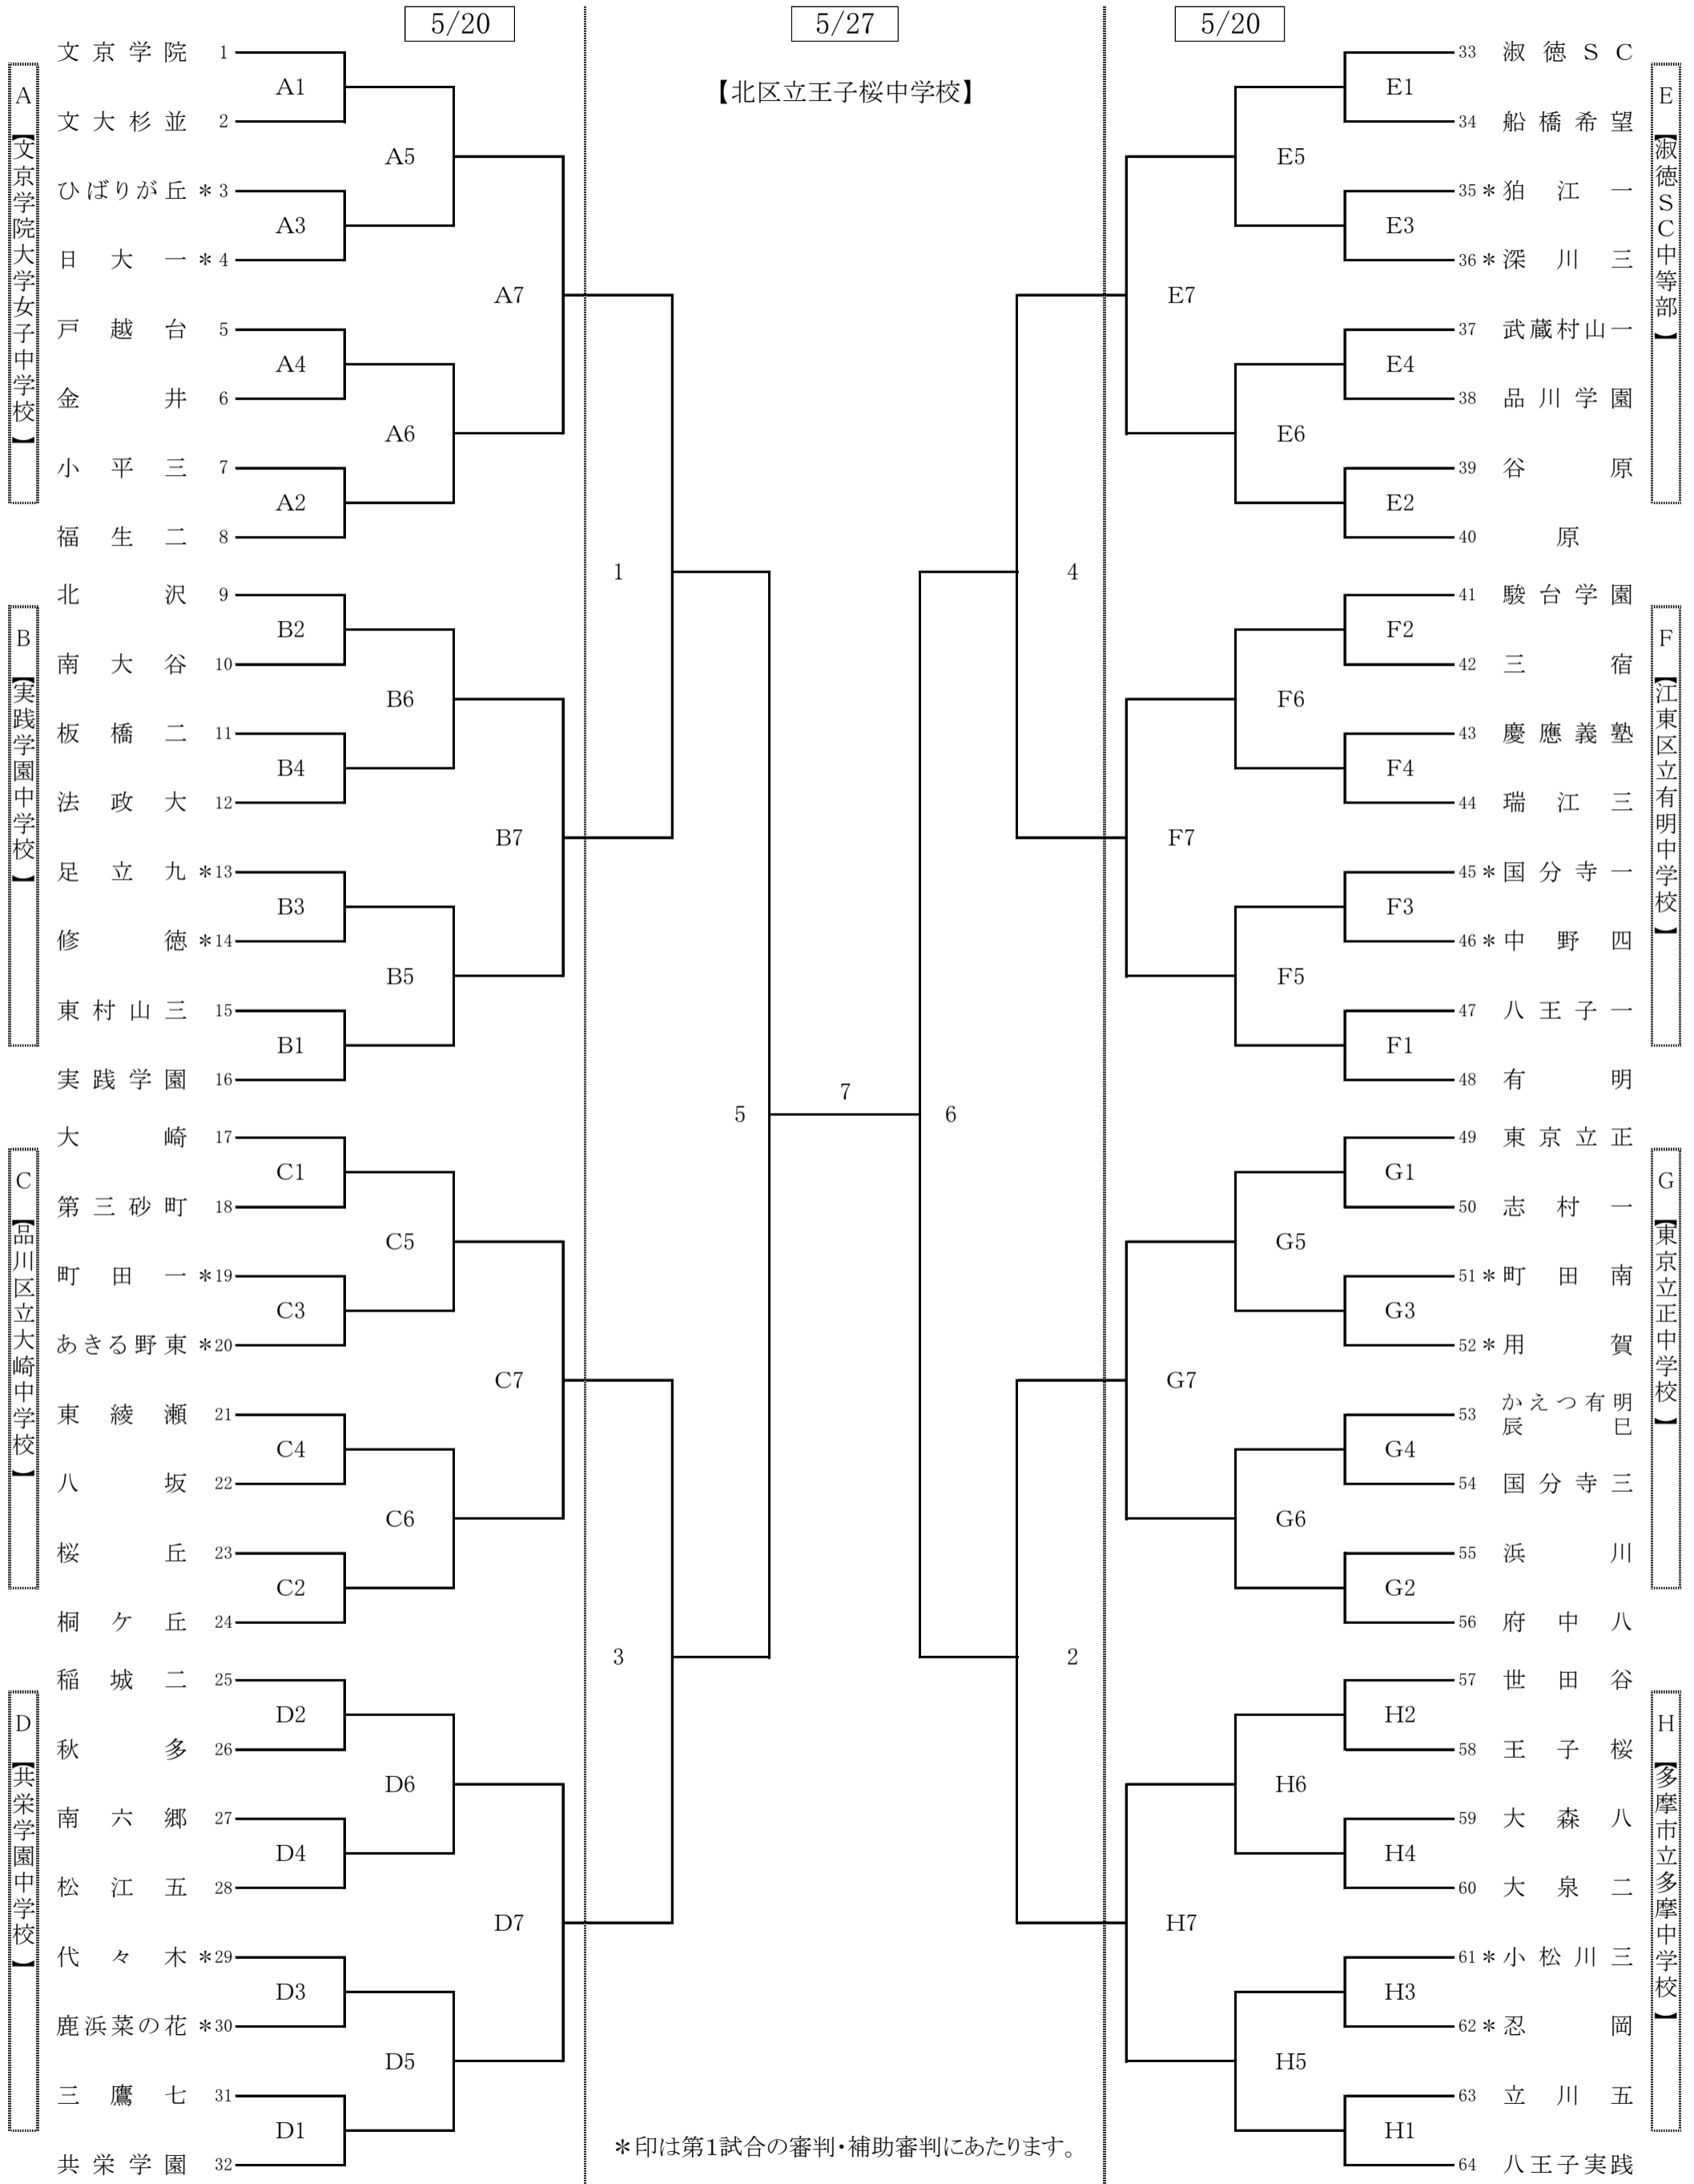 5/20
5/27
5/20
【北区立王子桜中学校】
A 【文京学院大学女子中学校】
文京学院 1
A1
文大杉並 2
A5
ひばりが丘 *3
A3
日大一 *4
A7
戸越台 5
A4
金井 6
A6
小平三 7
A2
福生二 8
1
B 【実践学園中学校】
北沢 9
B2
南大谷 10
B6
板橋二 11
B4
法政大 12
B7
足立九 *13
B3
修徳 *14
B5
東村山三 15
B1
実践学園 16
5
7
6
C 【品川区立大崎中学校】
大崎 17
C1
第三砂町 18
C5
町田一 *19
C3
あきる野東 *20
C7
東綾瀬 21
C4
八坂 22
C6
桜丘 23
C2
桐ケ丘 24
3
D 【共栄学園中学校】
稲城二 25
D2
秋多 26
D6
南六郷 27
D4
松江五 28
D7
代々木 *29
D3
鹿浜菜の花 *30
D5
三鷹七 31
D1
共栄学園 32
E 【淑徳SC中等部】
33 淑徳SC
E1
34 船橋希望
E5
35* 狛江一
E3
36* 深川三
E7
37 武蔵村山一
E4
38 品川学園
E6
39 谷原
E2
40 原
4
F 【江東区立有明中学校】
41 駿台学園
F2
42 三宿
F6
43 慶應義塾
F4
44 瑞江三
F7
45* 国分寺一
F3
46* 中野四
F5
47 八王子一
F1
48 有明
G 【東京立正中学校】
49 東京立正
G1
50 志村一
G5
51* 町田南
G3
52* 用賀
G7
53 かえつ有明
辰巳
G4
54 国分寺三
G6
55 浜川
G2
56 府中八
2
H 【多摩市立多摩中学校】
57 世田谷
H2
58 王子桜
H6
59 大森八
H4
60 大泉二
H7
61* 小松川三
H3
62* 忍岡
H5
63 立川五
H1
64 八王子実践
*印は第1試合の審判・補助審判にあたります。